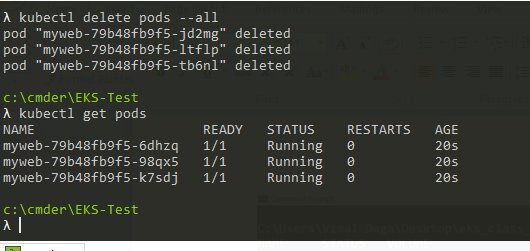 λ kubectl delete pods --all
pod "myweb-79b48fb9f5-jd2mg" deleted
pod "myweb-79b48fb9f5-ltflp" deleted
pod "myweb-79b48fb9f5-tb6nl" deleted
c:\cmder\EKS-Test
λ kubectl get pods
NAME READY STATUS RESTARTS AGE
myweb-79b48fb9f5-6dhzq 1/1 Running 0 20s
myweb-79b48fb9f5-98qx5 1/1 Running 0 20s
myweb-79b48fb9f5-k7sdj 1/1 Running 0 20s
c:\cmder\EKS-Test
λ